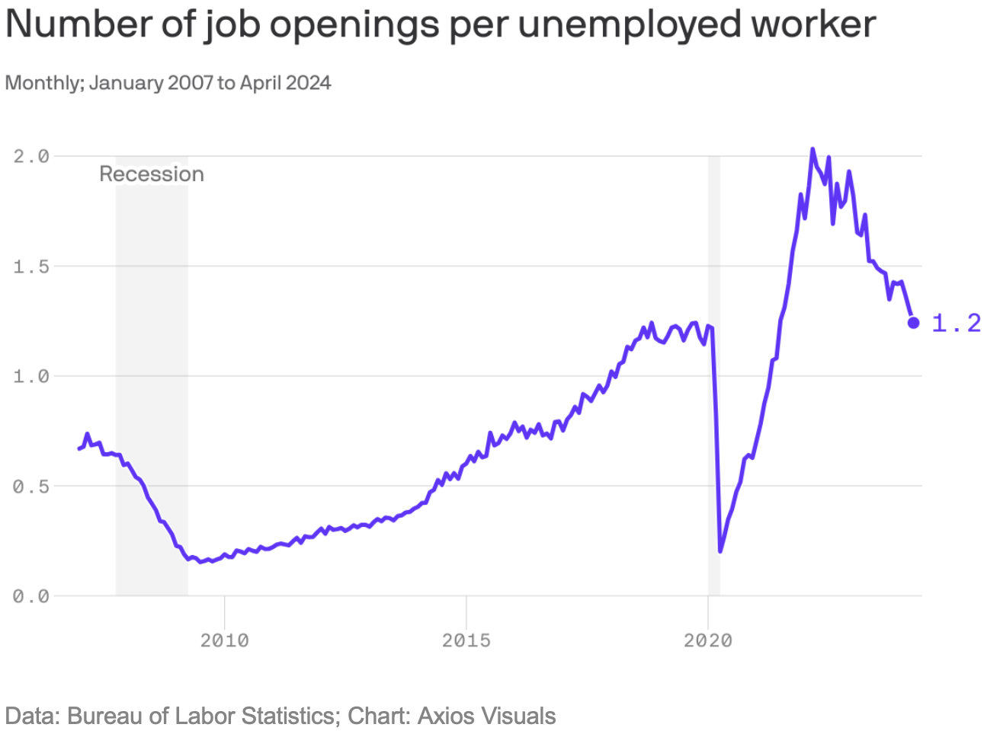 Number of job openings per unemployed worker
Monthly; January 2007 to April 2024
2.0
Recession
1.5
1.2
1.0
0.5
0.0
2010
2015
2020
Data: Bureau of Labor Statistics; Chart: Axios Visuals